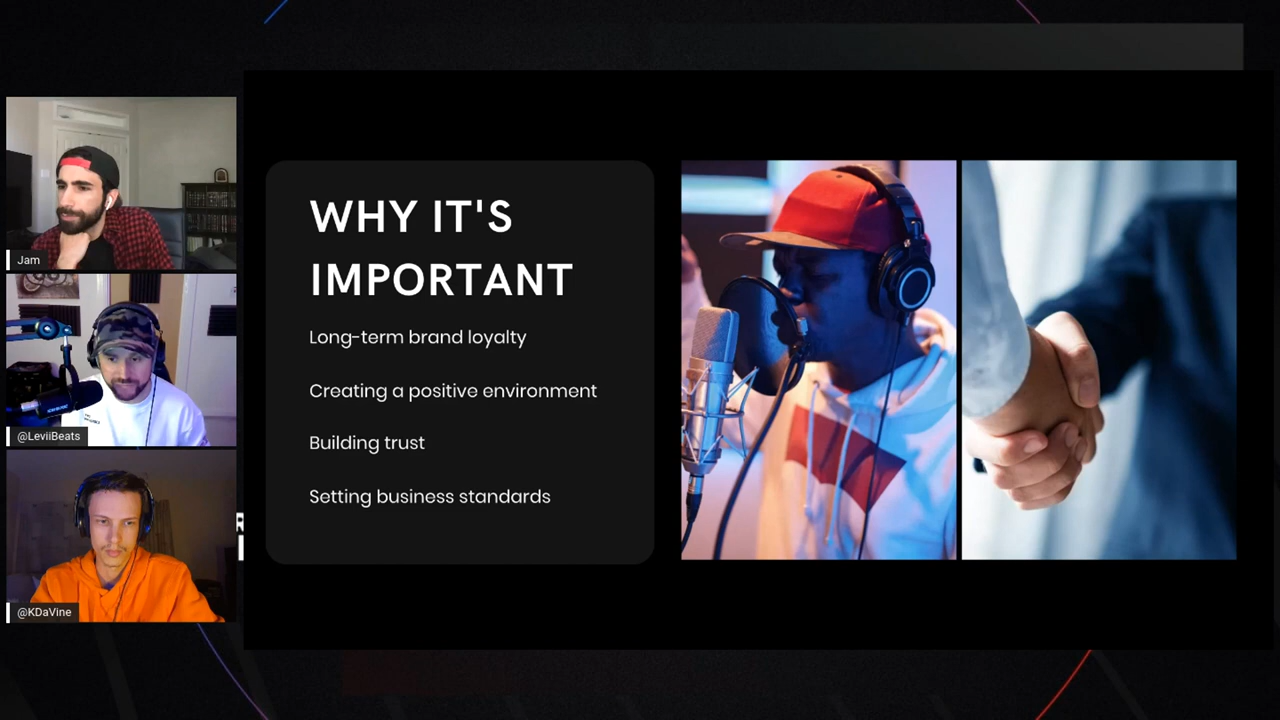 Jam
@LeviiBeats
@KDaVine
WHY IT'S
IMPORTANT
Long-term brand loyalty
Creating a positive environment
Building trust
Setting business standards